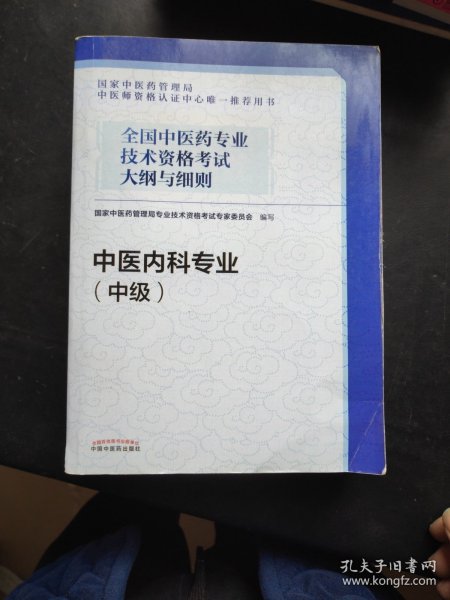 国家中医药管理局
中医师资格认证中心唯一推荐用书
全国中医药专业
技术资格考试
大纲与细则
国家中医药管理局专业技术资格考试专家委员会 编写
中医内科专业
（中级）
中国中医药出版社
孔夫子旧书网
www.kongfz.com